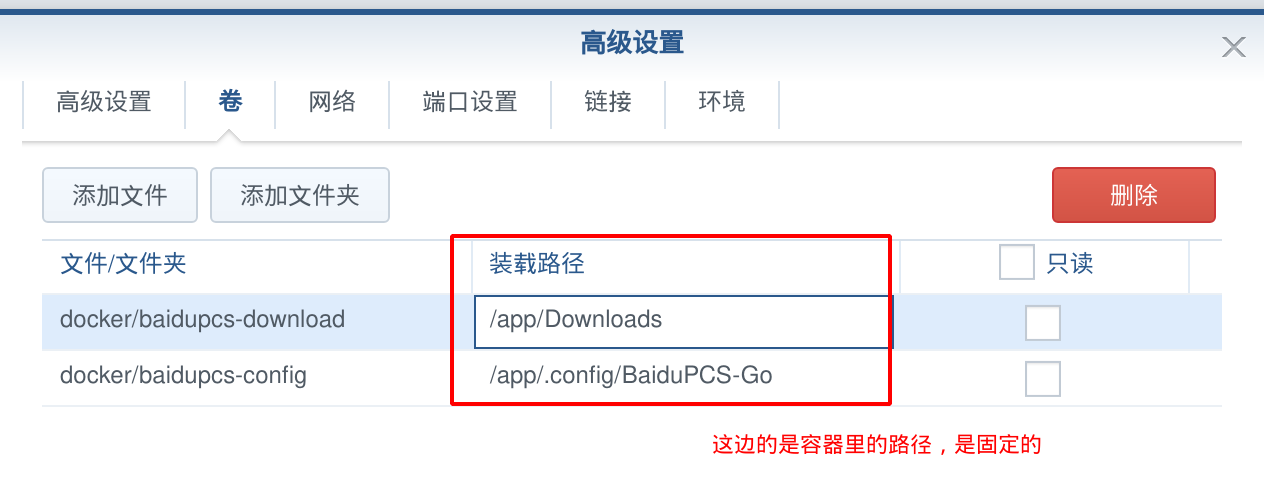 高级设置
高级设置 卷 网络 端口设置 链接 环境
添加文件 添加文件夹 删除
文件/文件夹 装载路径 只读
docker/baidupcs-download /app/Downloads
docker/baidupcs-config /app/.config/BaiduPCS-Go
这边的是容器里的路径，是固定的